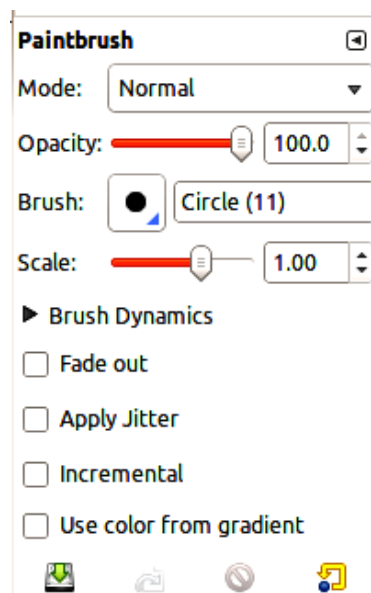 Paintbrush
Mode: Normal
Opacity: 100.0
Brush: Circle (11)
Scale: 1.00
Brush Dynamics
Fade out
Apply Jitter
Incremental
Use color from gradient